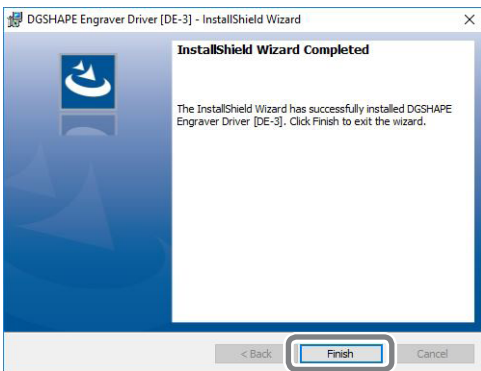 DGSHAPE Engraver Driver [DE-3] - InstallShield Wizard
InstallShield Wizard Completed
The InstallShield Wizard has successfully installed DGSHAPE
Engraver Driver [DE-3]. Click Finish to exit the wizard.
< Back Finish Cancel